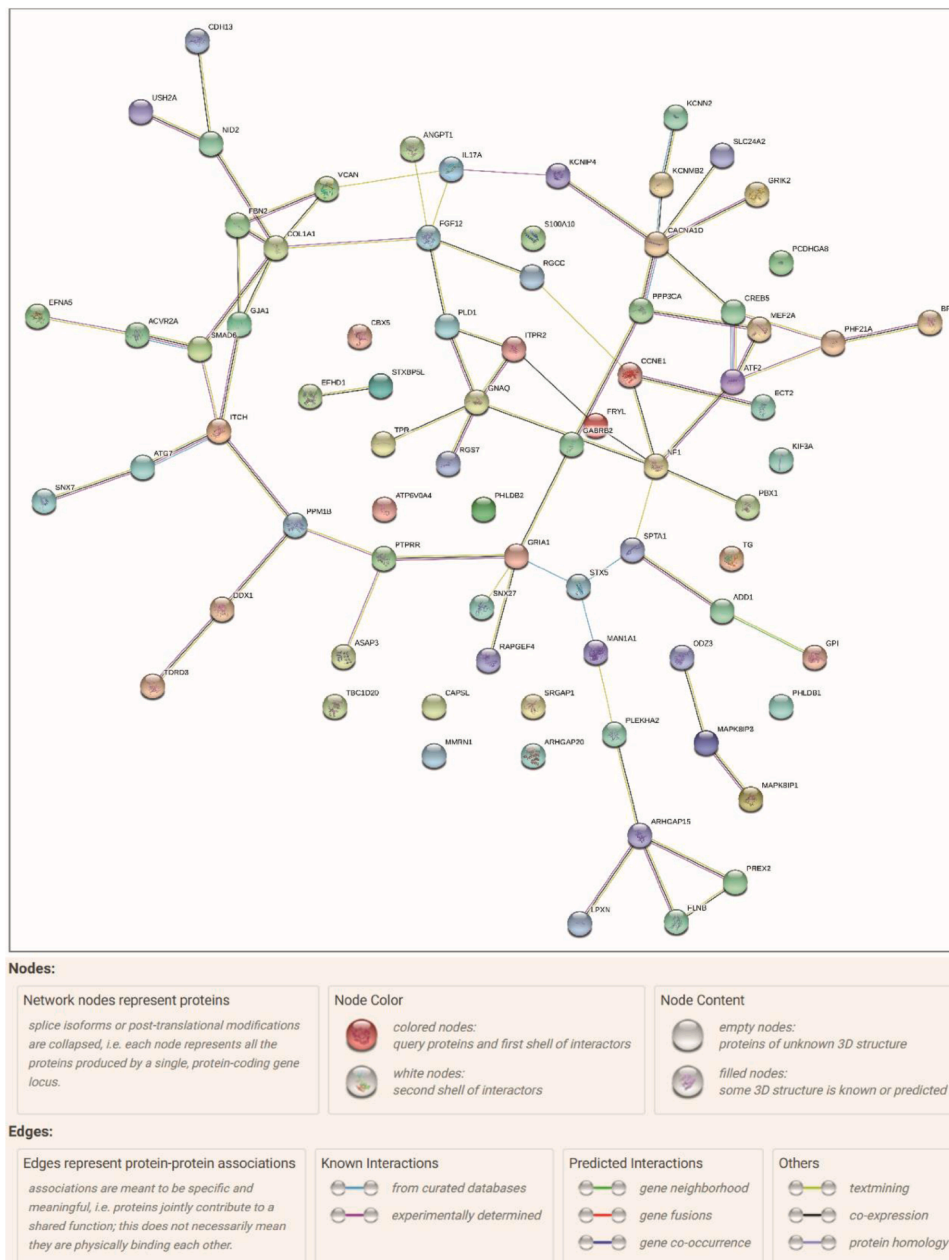 CDH13
USH2A
NID2
ANGPT1
IL17A
KCNN2
SLC24A2
KCNIP4
KCNMB2
VCAN
GRIK2
FBN2
COL1A1
FGF12
S100A10
CACNA1D
RGCC
PCDHGA8
EFNA5
ACVR2A
GJA1
SMAD6
PLD1
PPP3CA
CREB5
MEF2A
CBX5
ITPR2
PHF21A
STXBP5L
CCNE1
ATF2
EFHD1
GNAQ
ECT2
FRYL
ITCH
TPR
GABRB2
RGS7
NF1
KIF3A
ATG7
SNX7
ATP6V0A4
PHLDB2
PBX1
PPM1B
PTPRR
GRIA1
SPTA1
TG
STX5
DDX1
SNX27
ADD1
ASAP3
RAPGEF4
MAN1A1
DDZ3
GPI
TDRD3
TBC1D20
CAPSL
SRGAP1
PHLDB1
PLEKHA2
MMRN1
ARHGAP20
MAPK8IP3
MAPK8IP1
ARHGAP15
PREX2
LPXN
FLNB
Nodes:
Network nodes represent proteins
splice isoforms or post-translational modifications
are collapsed, i.e. each node represents all the
proteins produced by a single, protein-coding gene
locus.
Node Color
colored nodes:
query proteins and first shell of interactors
white nodes:
second shell of interactors
Node Content
empty nodes:
proteins of unknown 3D structure
filled nodes:
some 3D structure is known or predicted
Edges:
Edges represent protein-protein associations
associations are meant to be specific and
meaningful, i.e. proteins jointly contribute to a
shared function; this does not necessarily mean
they are physically binding each other.
Known Interactions
from curated databases
experimentally determined
Predicted Interactions
gene neighborhood
gene fusions
gene co-occurrence
Others
textmining
co-expression
protein homology